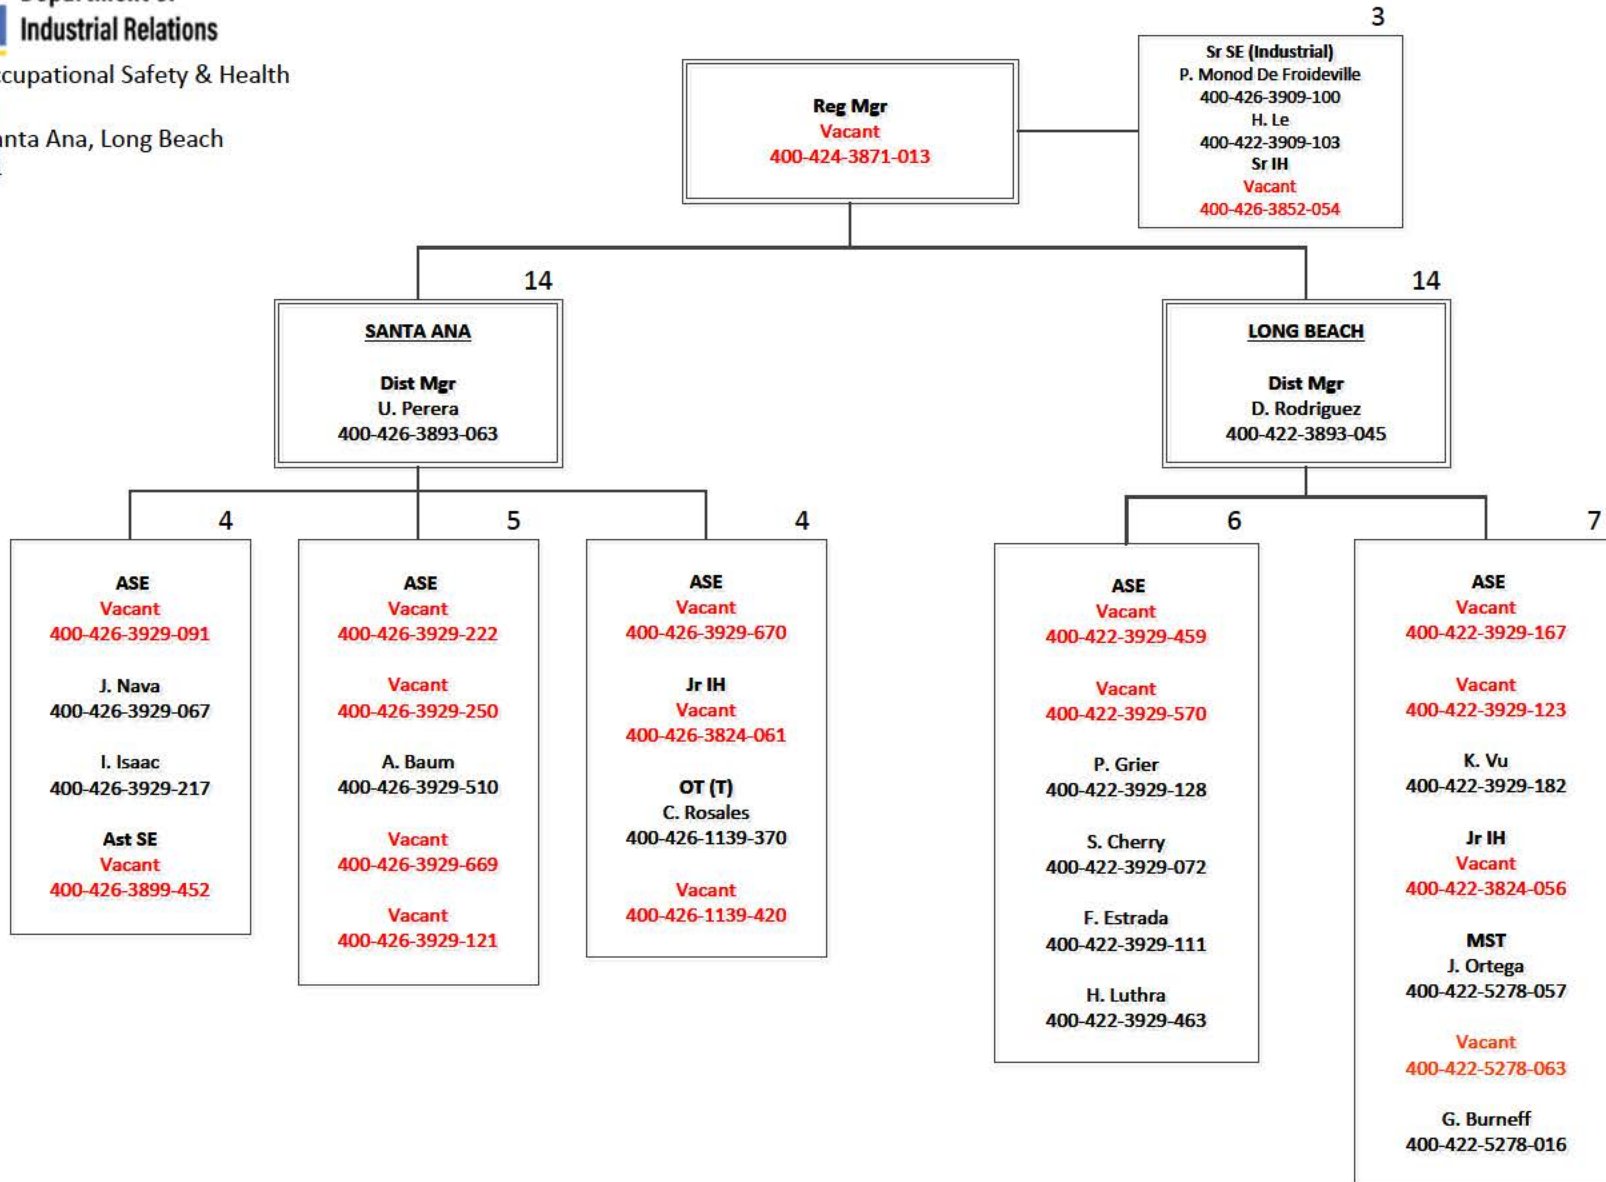 Industrial Relations
Occupational Safety & Health
Santa Ana, Long Beach
3
Sr SE (Industrial)
P. Monod De Froideville
400-426-3909-100
H. Le
400-422-3909-103
Sr IH
Vacant
400-426-3852-054
Reg Mgr
Vacant
400-424-3871-013
14
SANTA ANA
Dist Mgr
U. Perera
400-426-3893-063
14
LONG BEACH
Dist Mgr
D. Rodriguez
400-422-3893-045
4
ASE
Vacant
400-426-3929-091
J. Nava
400-426-3929-067
I. Isaac
400-426-3929-217
Ast SE
Vacant
400-426-3899-452
5
ASE
Vacant
400-426-3929-222
Vacant
400-426-3929-250
A. Baum
400-426-3929-510
Vacant
400-426-3929-669
Vacant
400-426-3929-121
4
ASE
Vacant
400-426-3929-670
Jr IH
Vacant
400-426-3824-061
OT (T)
C. Rosales
400-426-1139-370
Vacant
400-426-1139-420
6
ASE
Vacant
400-422-3929-459
Vacant
400-422-3929-570
P. Grier
400-422-3929-128
S. Cherry
400-422-3929-072
F. Estrada
400-422-3929-111
H. Luthra
400-422-3929-463
7
ASE
Vacant
400-422-3929-167
Vacant
400-422-3929-123
K. Vu
400-422-3929-182
Jr IH
Vacant
400-422-3824-056
MST
J. Ortega
400-422-5278-057
Vacant
400-422-5278-063
G. Burneff
400-422-5278-016